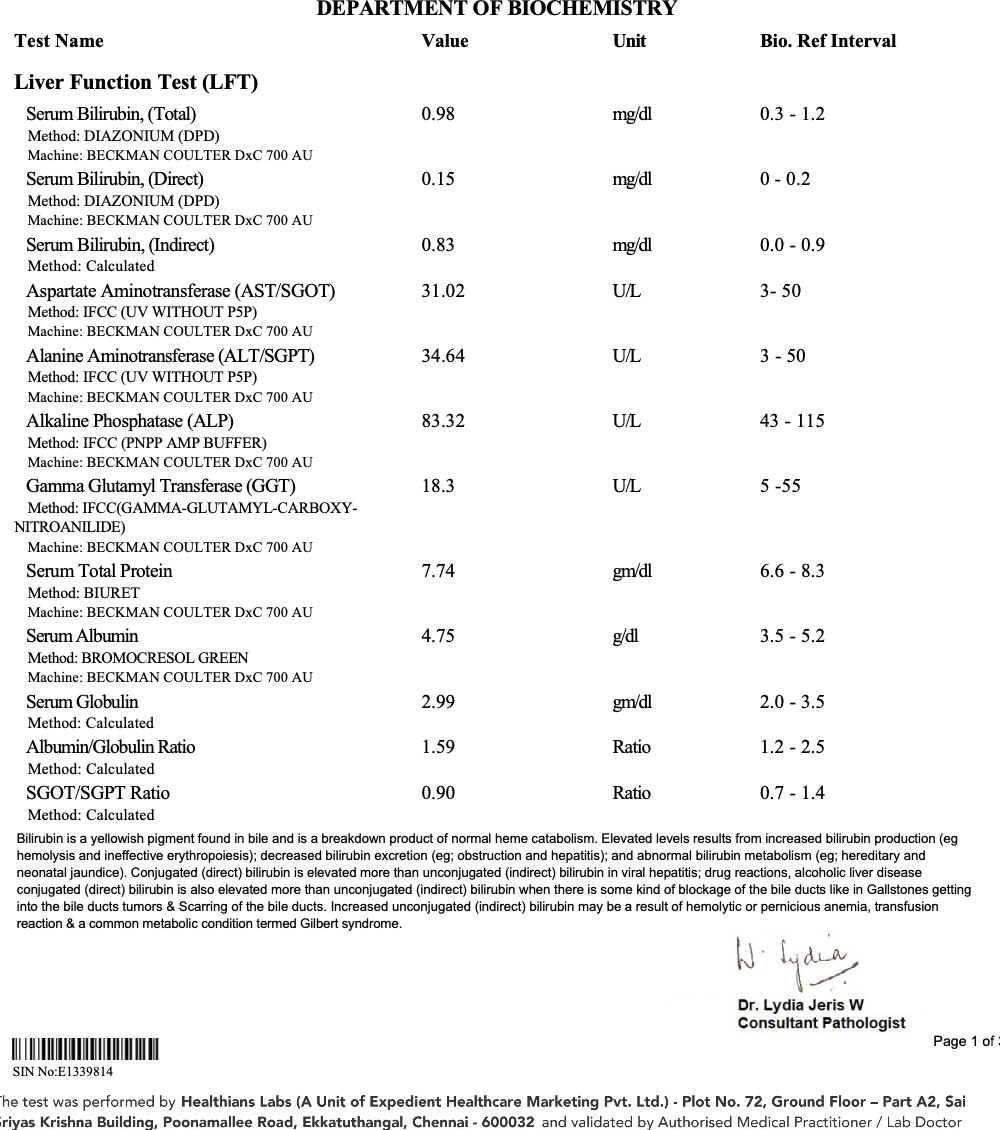 DEPARTMENT OF BIOCHEMISTRY
Test Name Value Unit Bio. Ref Interval
Liver Function Test (LFT)
Serum Bilirubin, (Total) 0.98 mg/dl 0.3 - 1.2
Method: DIAZONIUM (DPD)
Machine: BECKMAN COULTER DxC 700 AU
Serum Bilirubin, (Direct) 0.15 mg/dl 0 - 0.2
Method: DIAZONIUM (DPD)
Machine: BECKMAN COULTER DxC 700 AU
Serum Bilirubin, (Indirect) 0.83 mg/dl 0.0 - 0.9
Method: Calculated
Aspartate Aminotransferase (AST/SGOT) 31.02 U/L 3- 50
Method: IFCC (UV WITHOUT P5P)
Machine: BECKMAN COULTER DxC 700 AU
Alanine Aminotransferase (ALT/SGPT) 34.64 U/L 3 - 50
Method: IFCC (UV WITHOUT P5P)
Machine: BECKMAN COULTER DxC 700 AU
Alkaline Phosphatase (ALP) 83.32 U/L 43 - 115
Method: IFCC (PNPP AMP BUFFER)
Machine: BECKMAN COULTER DxC 700 AU
Gamma Glutamyl Transferase (GGT) 18.3 U/L 5 -55
Method: IFCC(GAMMA-GLUTAMYL-CARBOXY-
NITROANILIDE)
Machine: BECKMAN COULTER DxC 700 AU
Serum Total Protein 7.74 gm/dl 6.6 - 8.3
Method: BIURET
Machine: BECKMAN COULTER DxC 700 AU
Serum Albumin 4.75 g/dl 3.5 - 5.2
Method: BROMOCRESOL GREEN
Machine: BECKMAN COULTER DxC 700 AU
Serum Globulin 2.99 gm/dl 2.0 - 3.5
Method: Calculated
Albumin/Globulin Ratio 1.59 Ratio 1.2 - 2.5
Method: Calculated
SGOT/SGPT Ratio 0.90 Ratio 0.7 - 1.4
Method: Calculated
Bilirubin is a yellowish pigment found in bile and is a breakdown product of normal heme catabolism. Elevated levels results from increased bilirubin production (eg
hemolysis and ineffective erythropoiesis); decreased bilirubin excretion (eg; obstruction and hepatitis); and abnormal bilirubin metabolism (eg; hereditary and
neonatal jaundice). Conjugated (direct) bilirubin is elevated more than unconjugated (indirect) bilirubin in viral hepatitis; drug reactions, alcoholic liver disease
conjugated (direct) bilirubin is also elevated more than unconjugated (indirect) bilirubin when there is some kind of blockage of the bile ducts like in Gallstones getting
into the bile ducts tumors & Scarring of the bile ducts. Increased unconjugated (indirect) bilirubin may be a result of hemolytic or pernicious anemia, transfusion
reaction & a common metabolic condition termed Gilbert syndrome.
W. Lydia
Dr. Lydia Jeris W
Consultant Pathologist
Page 1 of 3
SIN No:E1339814
The test was performed by Healthians Labs (A Unit of Expedient Healthcare Marketing Pvt. Ltd.) - Plot No. 72, Ground Floor – Part A2, Sai
Sriyas Krishna Building, Poonamallee Road, Ekkatuthangal, Chennai - 600032 and validated by Authorised Medical Practitioner / Lab Doctor